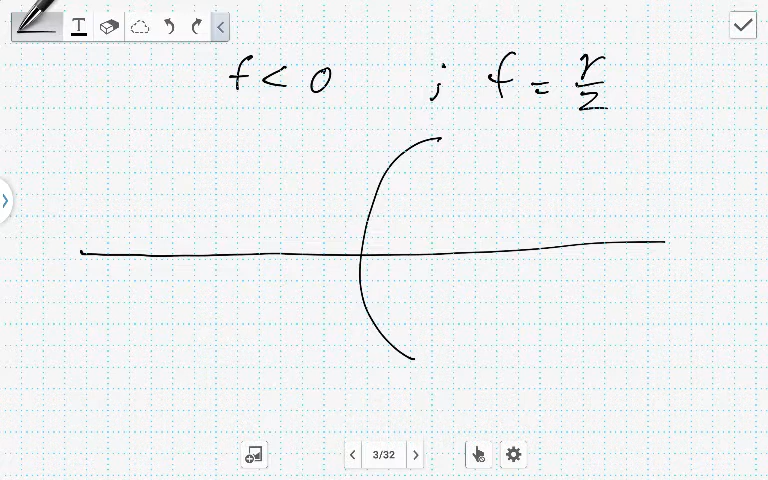 T
f < 0 ; f = r/2
3/32